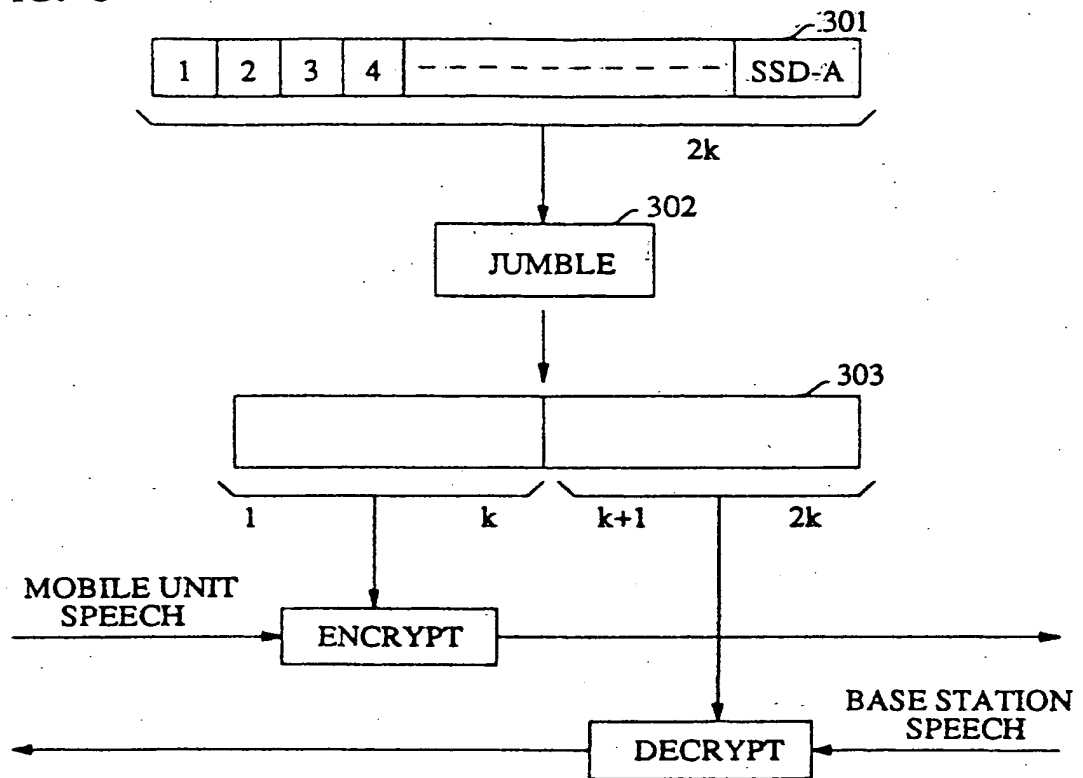 301
1 2 3 4 SSD-A
2k
302
JUMBLE
303
1 k k+1 2k
MOBILE UNIT
SPEECH
ENCRYPT
BASE STATION
SPEECH
DECRYPT